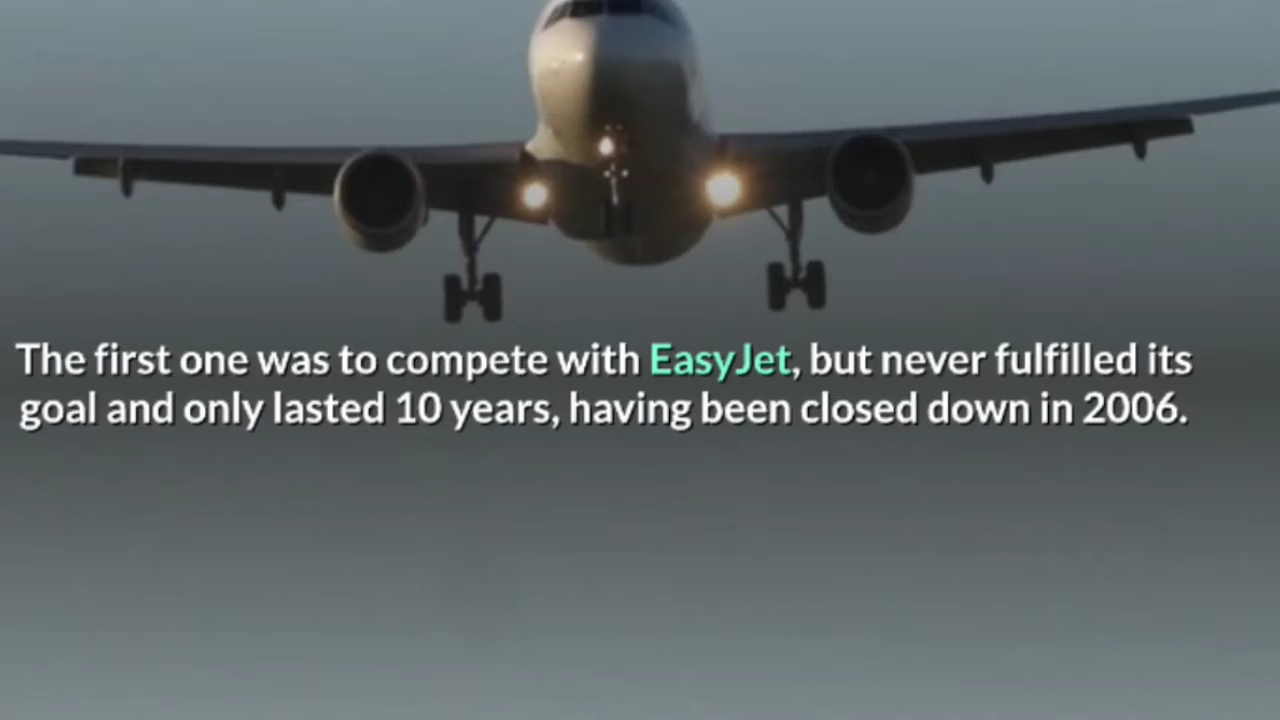 The first one was to compete with EasyJet, but never fulfilled its
goal and only lasted 10 years, having been closed down in 2006.